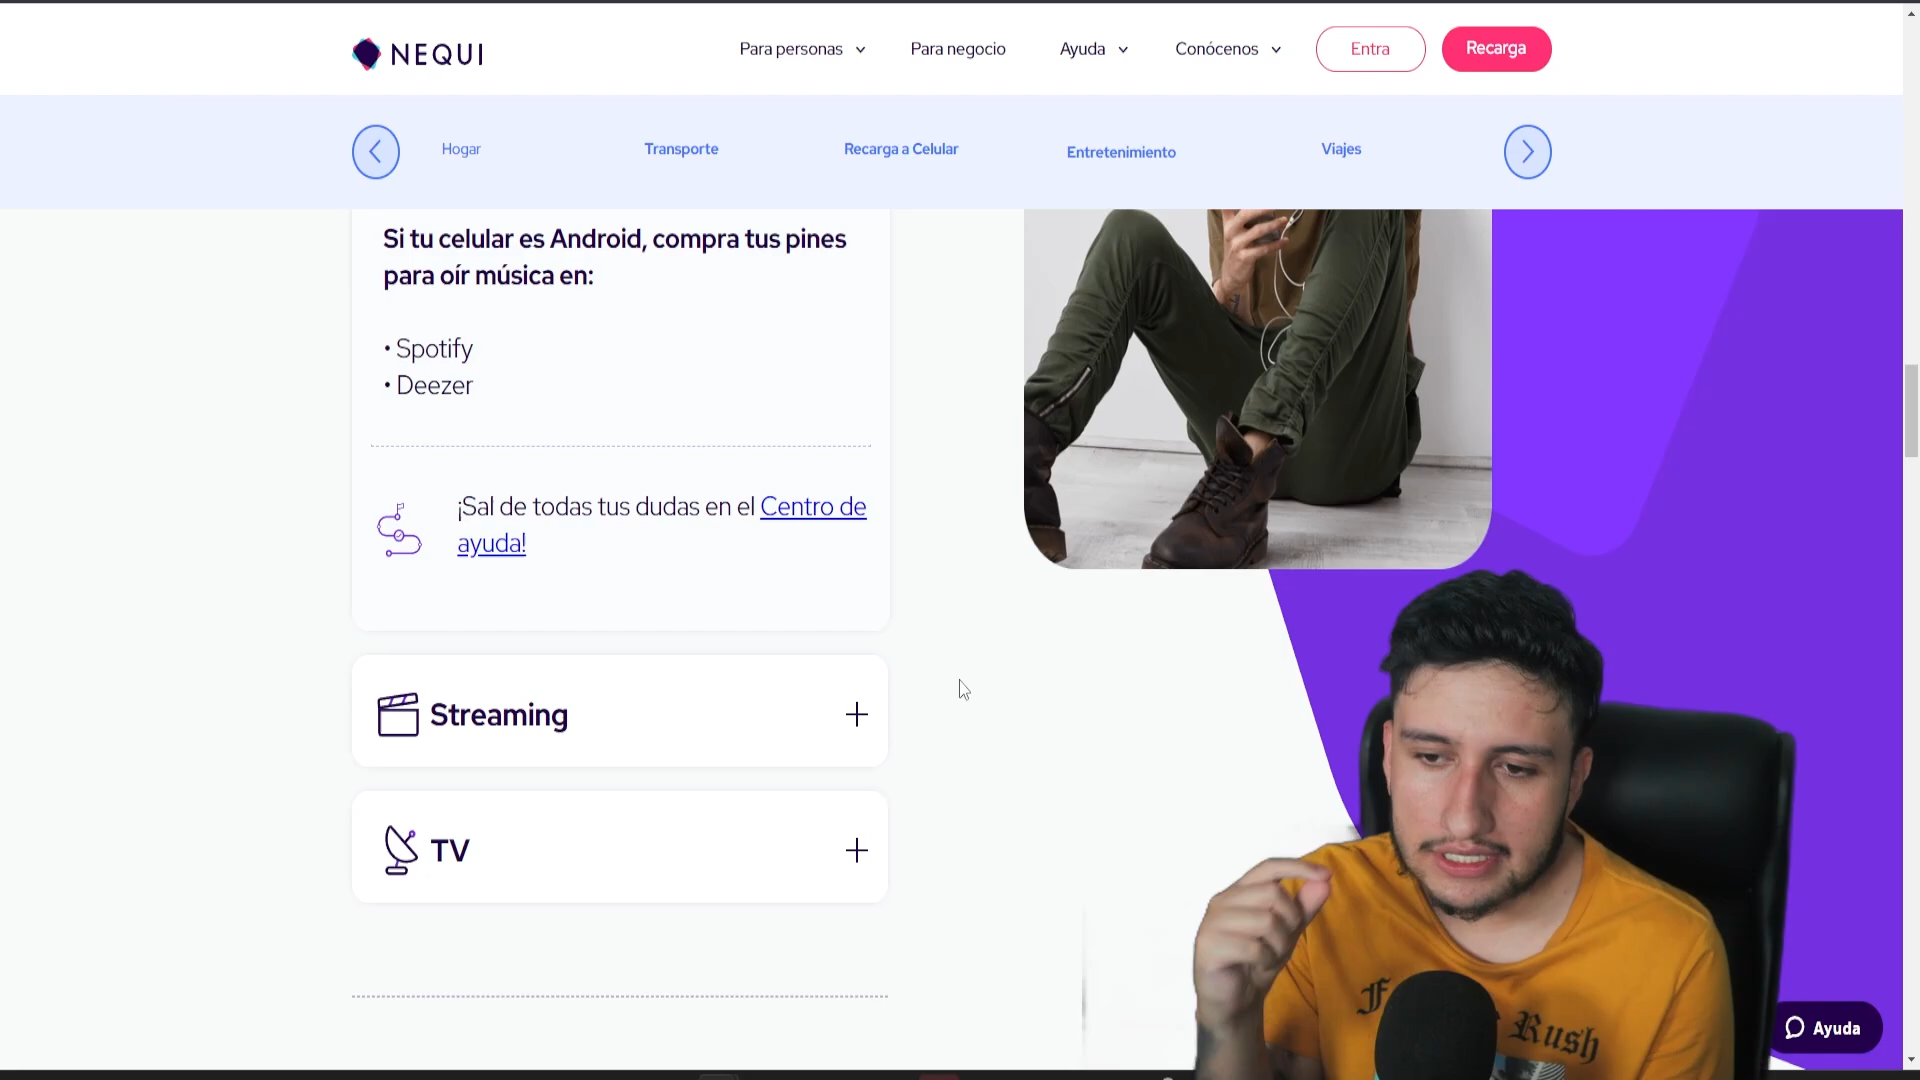 NEQUI
Para personas
Para negocio
Ayuda
Conócenos
Entra
Recarga
Hogar
Transporte
Recarga a Celular
Entretenimiento
Viajes
Si tu celular es Android, compra tus pines
para oír música en:
• Spotify
• Deezer
¡Sal de todas tus dudas en el Centro de
ayuda!
Streaming
TV
Rush
Ayuda